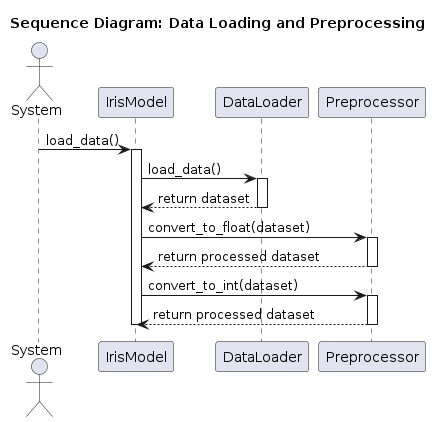 Sequence Diagram: Data Loading and Preprocessing
System
IrisModel
DataLoader
Preprocessor
load_data()
load_data()
return dataset
convert_to_float(dataset)
return processed dataset
convert_to_int(dataset)
return processed dataset
System
IrisModel
DataLoader
Preprocessor